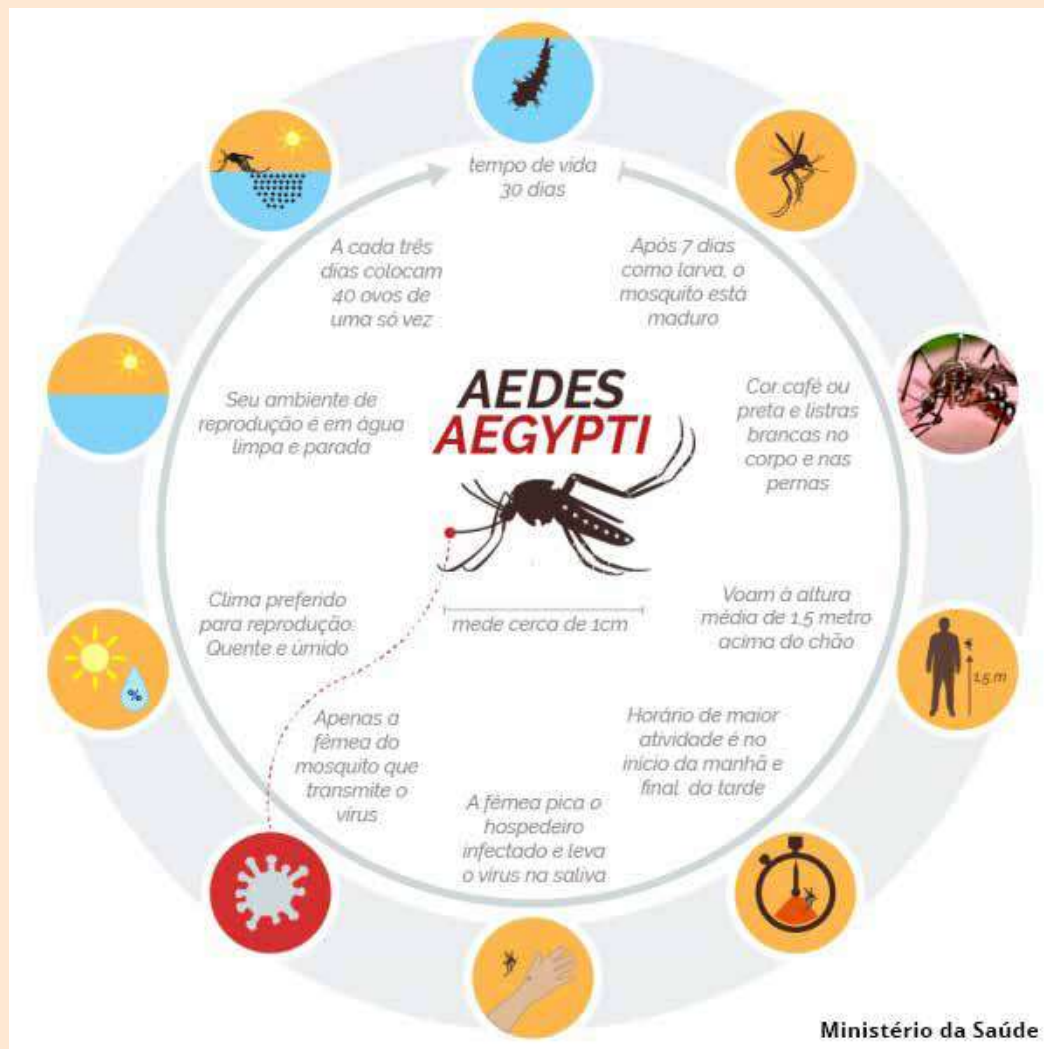 tempo de vida
30 dias
Após 7 dias
como larva, o
mosquito está
maduro
Cor café ou
preta e listras
brancas no
corpo e nas
pernas
Voam à altura
média de 1,5 metro
acima do chão
1,5 m
Horário de maior
atividade é no
início da manhã e
final da tarde
A fêmea pica o
hospedeiro
infectado e leva
o vírus na saliva
Apenas a
fêmea do
mosquito que
transmite o
vírus
Clima preferido
para reprodução:
Quente e úmido
%
Seu ambiente de
reprodução é em água
limpa e parada
A cada três
dias colocam
40 ovos de
uma só vez
AEDES
AEGYPTI
mede cerca de 1cm
Ministério da Saúde